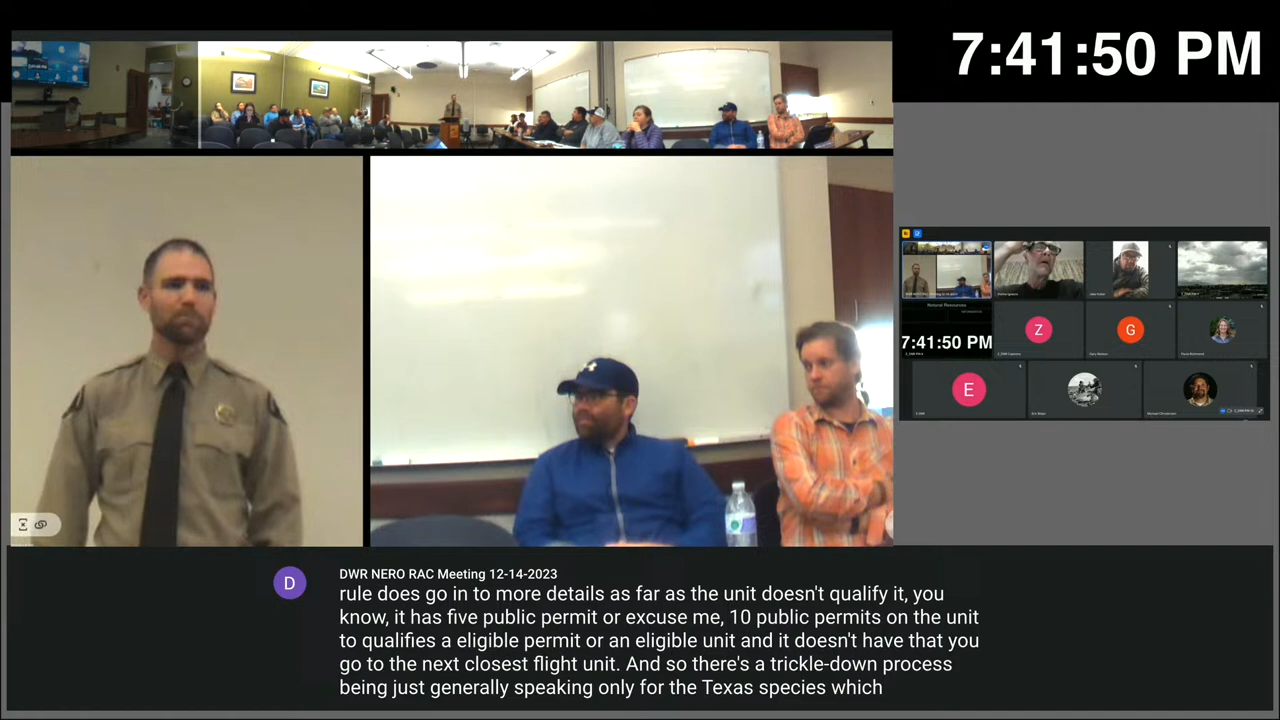 7:41:50 PM
Natural Resources
7:41:50 PM
Z
G
E
D
DWR NERO RAC Meeting 12-14-2023
rule does go in to more details as far as the unit doesn't qualify it, you
know, it has five public permit or excuse me, 10 public permits on the unit
to qualifies a eligible permit or an eligible unit and it doesn't have that you
go to the next closest flight unit. And so there's a trickle-down process
being just generally speaking only for the Texas species which